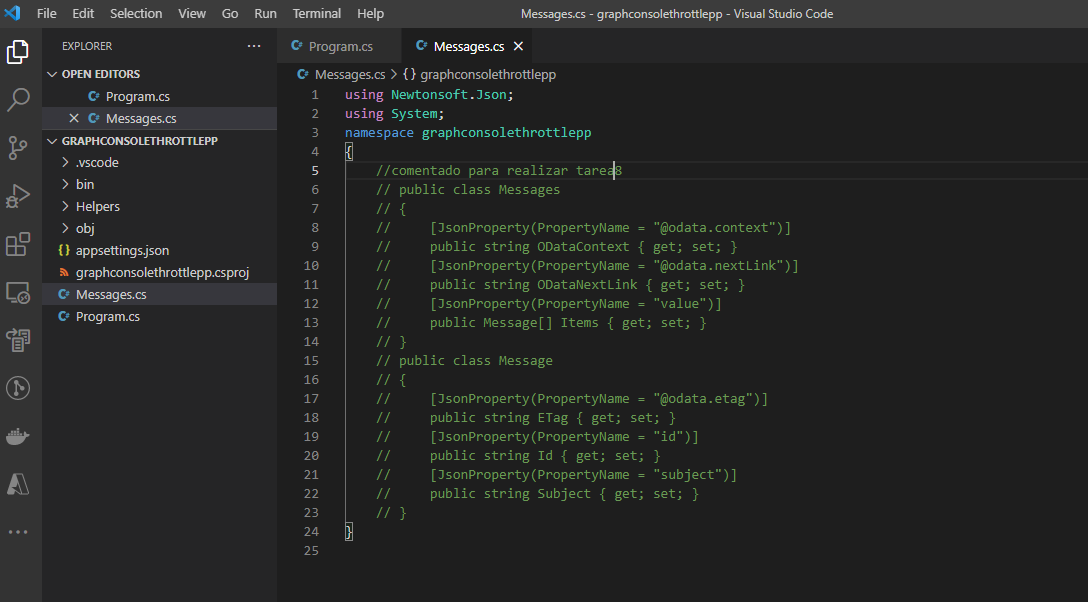 File Edit Selection View Go Run Terminal Help Messages.cs - graphconsolethrottlepp - Visual Studio Code
EXPLORER ...
OPEN EDITORS
C# Program.cs
× C# Messages.cs
GRAPHCONSOLETHROTTLEPP
> .vscode
> bin
> Helpers
> obj
{} appsettings.json
graphconsolethrottlepp.csproj
C# Messages.cs
C# Program.cs
C# Program.cs C# Messages.cs ×
C# Messages.cs > {} graphconsolethrottlepp
1 using Newtonsoft.Json;
2 using System;
3 namespace graphconsolethrottlepp
4 {
5 //comentado para realizar tarea8
6 // public class Messages
7 // {
8 //     [JsonProperty(PropertyName = "@odata.context")]
9 //     public string ODataContext { get; set; }
10 //     [JsonProperty(PropertyName = "@odata.nextLink")]
11 //     public string ODataNextLink { get; set; }
12 //     [JsonProperty(PropertyName = "value")]
13 //     public Message[] Items { get; set; }
14 // }
15 // public class Message
16 // {
17 //     [JsonProperty(PropertyName = "@odata.etag")]
18 //     public string ETag { get; set; }
19 //     [JsonProperty(PropertyName = "id")]
20 //     public string Id { get; set; }
21 //     [JsonProperty(PropertyName = "subject")]
22 //     public string Subject { get; set; }
23 // }
24 }
25